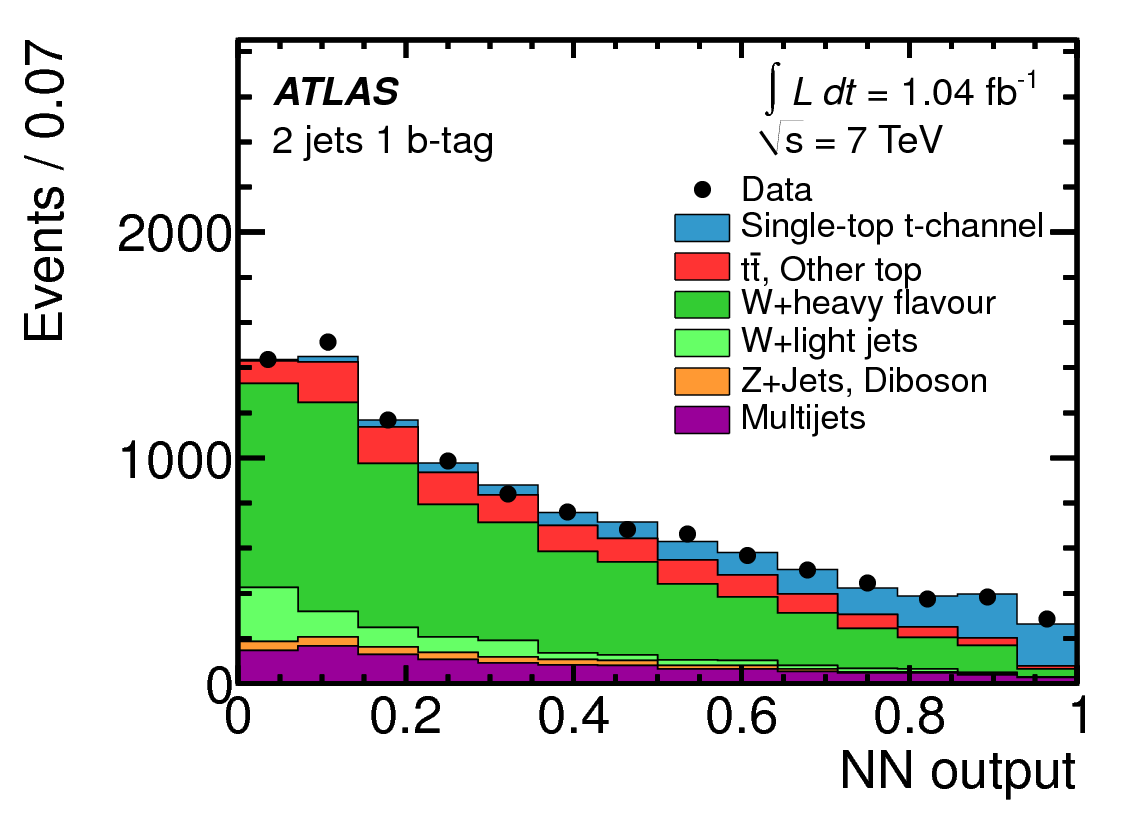 Events / 0.07
ATLAS
2 jets 1 b-tag
∫ L dt = 1.04 fb⁻¹
√s = 7 TeV
Data
Single-top t-channel
tt̄, Other top
W+heavy flavour
W+light jets
Z+Jets, Diboson
Multijets
2000
1000
0
0 0.2 0.4 0.6 0.8 1
NN output